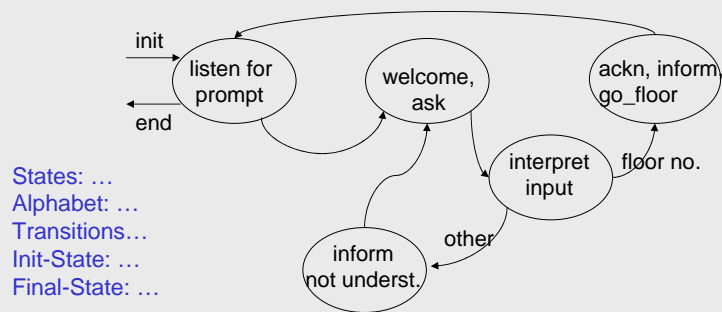 init
listen for
prompt
end
welcome,
ask
ackn, inform,
go_floor
interpret
input
floor no.
other
inform
not underst.
States: …
Alphabet: …
Transitions…
Init-State: …
Final-State: …